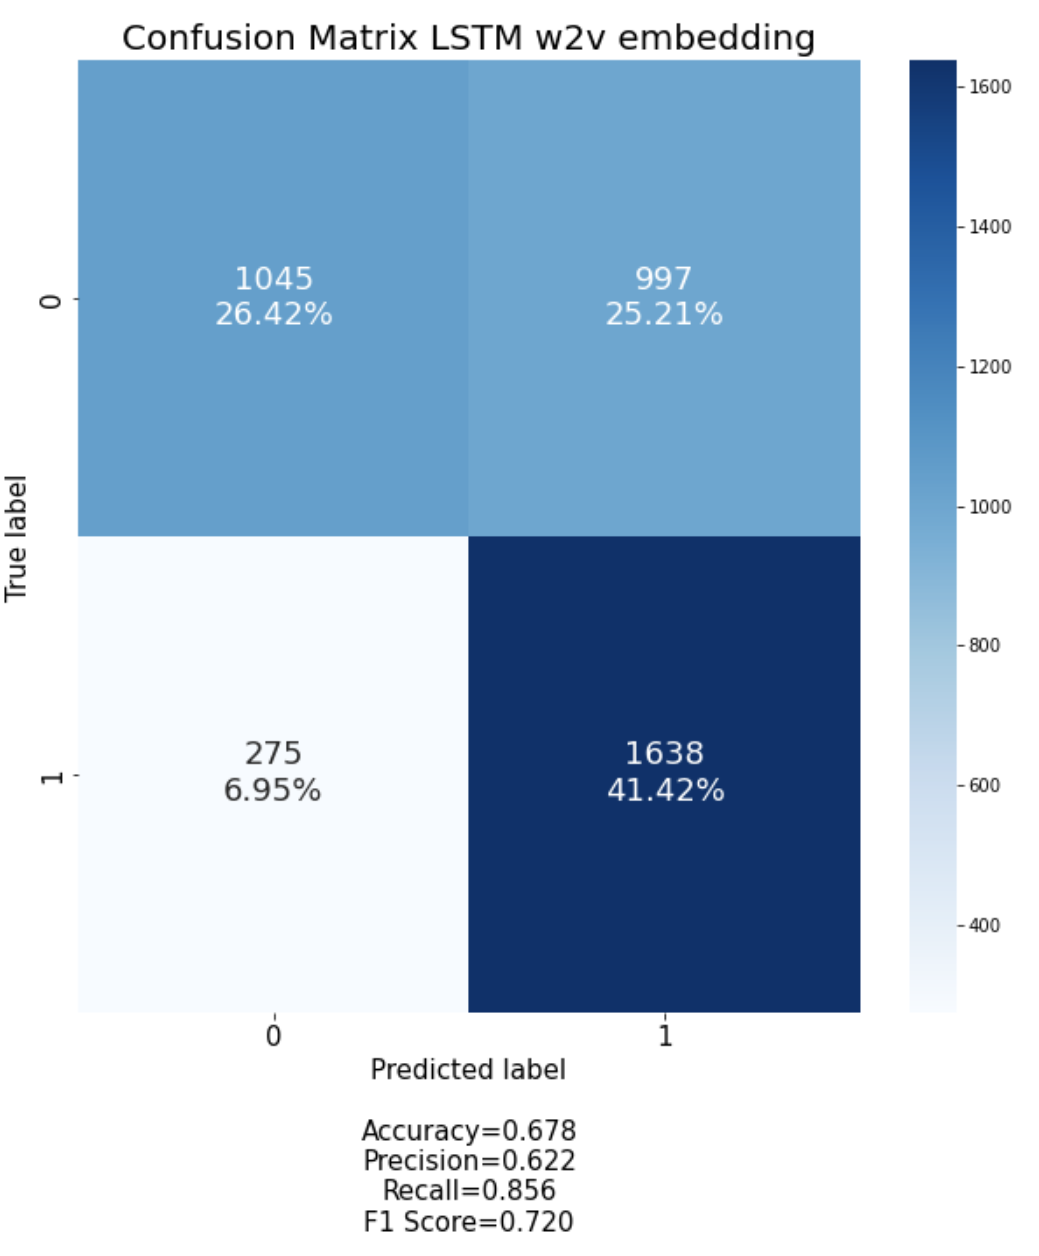 Confusion Matrix LSTM w2v embedding
1045
26.42%
997
25.21%
275
6.95%
1638
41.42%
0
1
True label
0
1
Predicted label
Accuracy=0.678
Precision=0.622
Recall=0.856
F1 Score=0.720
1600
1400
1200
1000
800
600
400